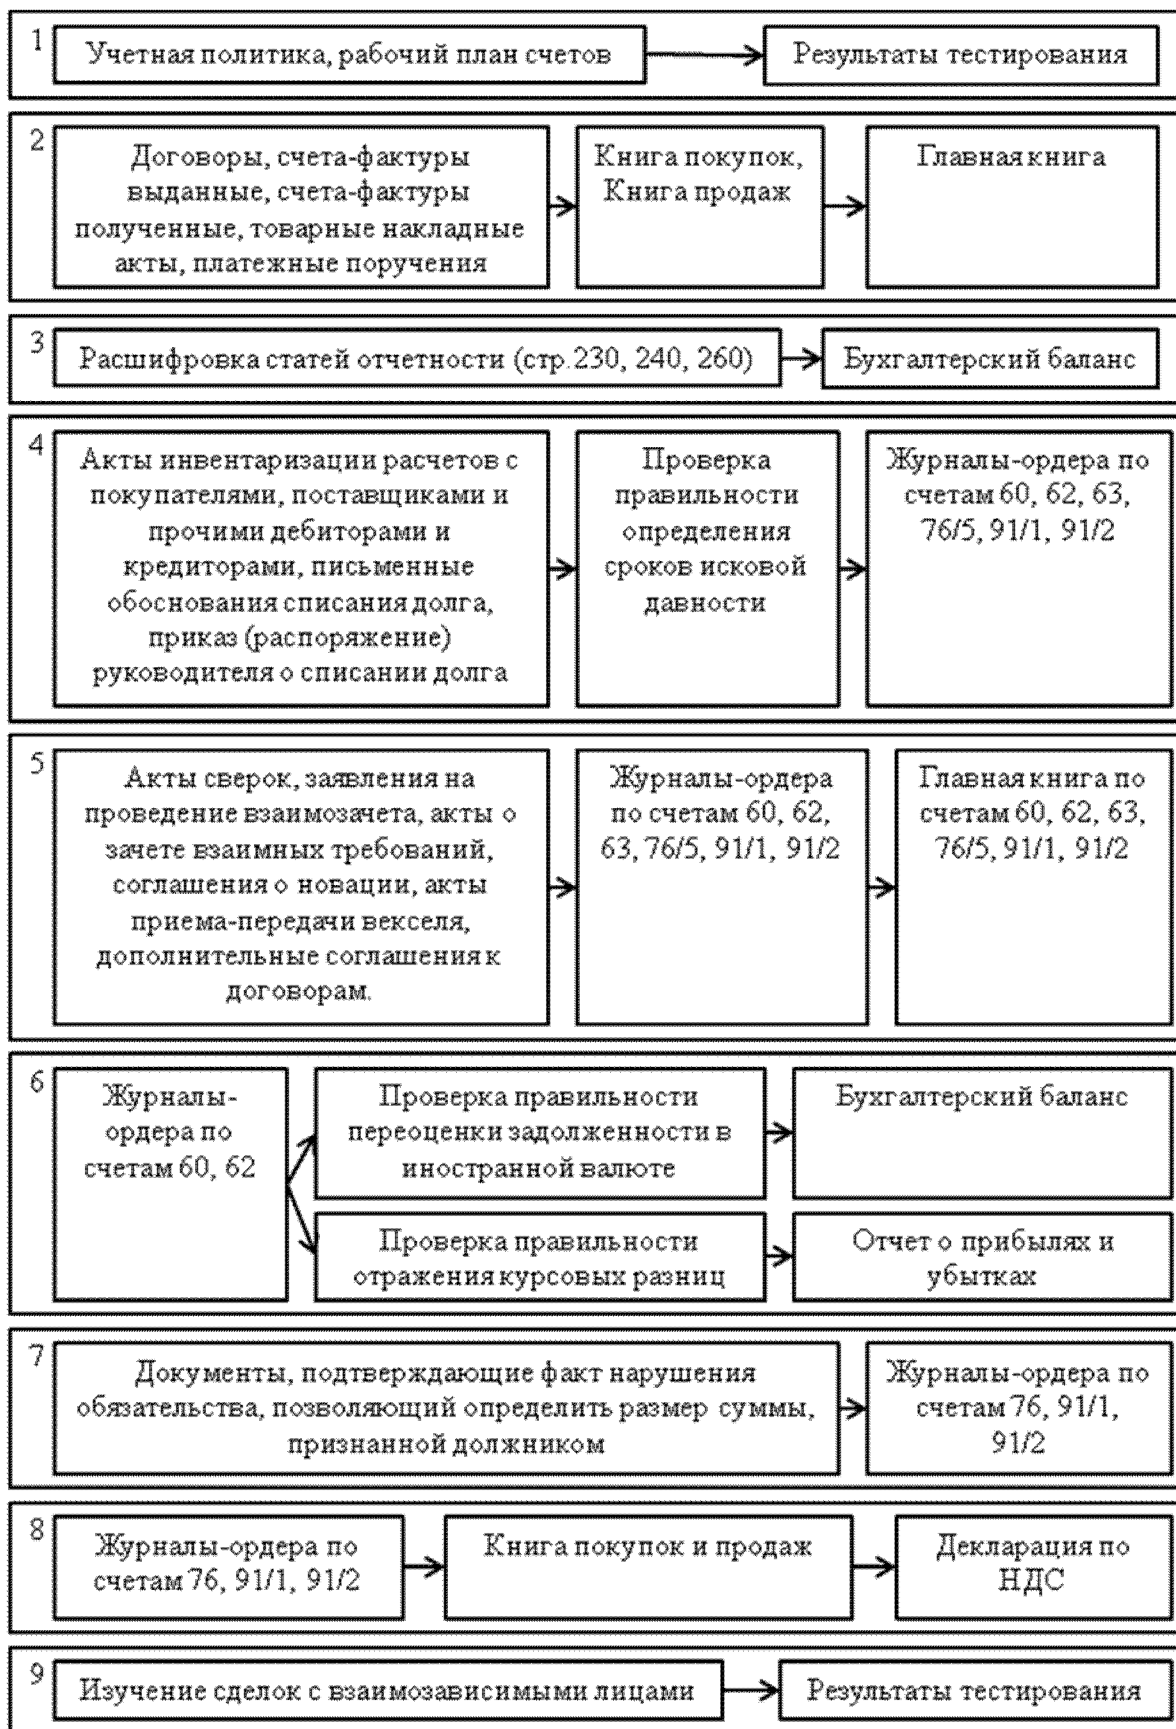 1
Учетная политика, рабочий план счетов
Результаты тестирования
2
Договоры, счета-фактуры
выданные, счета-фактуры
полученные, товарные накладные
акты, платежные поручения
Книга покупок,
Книга продаж
Главная книга
3
Расшифровка статей отчетности (стр.230, 240, 260)
Бухгалтерский баланс
4
Акты инвентаризации расчетов с
покупателями, поставщиками и
прочими дебиторами и
кредиторами, письменные
обоснования списания долга,
приказ (распоряжение)
руководителя о списании долга
Проверка
правильности
определения
сроков исковой
давности
Журналы-ордера по
счетам 60, 62, 63,
76/5, 91/1, 91/2
5
Акты сверок, заявления на
проведение взаимозачета, акты о
зачете взаимных требований,
соглашения о новации, акты
приема-передачи векселя,
дополнительные соглашения к
договорам.
Журналы-ордера
по счетам 60, 62,
63, 76/5, 91/1, 91/2
Главная книга по
счетам 60, 62, 63,
76/5, 91/1, 91/2
6
Журналы-
ордера по
счетам 60, 62
Проверка правильности
переоценки задолженности в
иностранной валюте
Бухгалтерский баланс
Проверка правильности
отражения курсовых разниц
Отчет о прибылях и
убытках
7
Документы, подтверждающие факт нарушения
обязательства, позволяющий определить размер суммы,
признанной должником
Журналы-ордера по
счетам 76, 91/1,
91/2
8
Журналы-ордера по
счетам 76, 91/1, 91/2
Книга покупок и продаж
Декларация по
НДС
9
Изучение сделок с взаимозависимыми лицами
Результаты тестирования